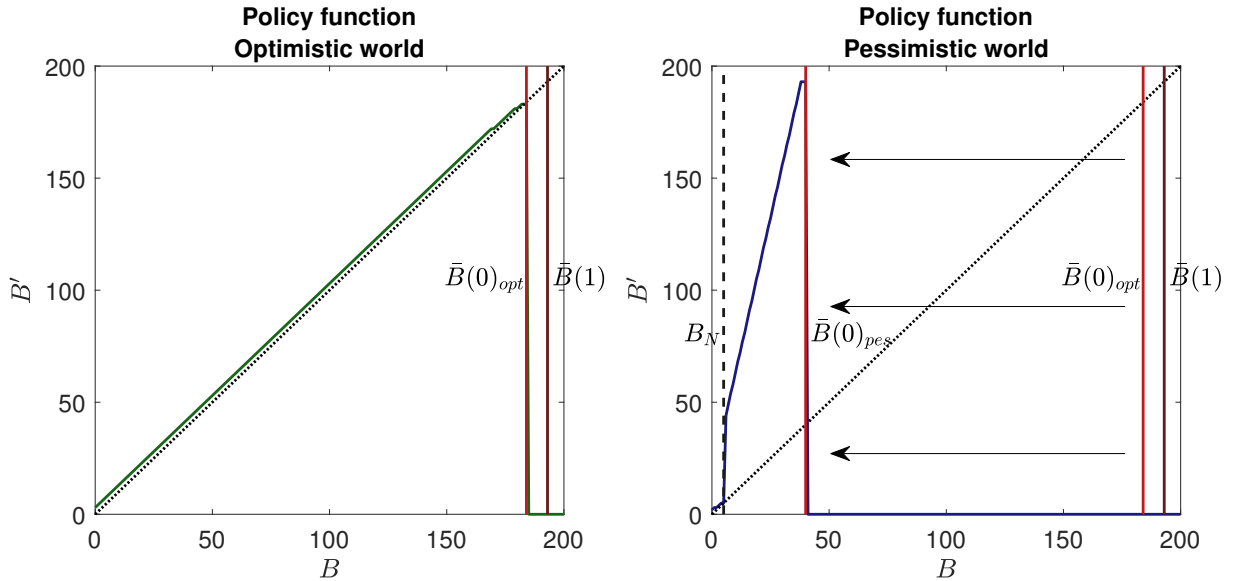 Policy function
Optimistic world
200
150
100
50
0
B′
B̄(0)ₒₚₜ
B̄(1)
0
50
100
150
200
B
Policy function
Pessimistic world
200
150
100
50
0
B′
B_N
B̄(0)ₚₑₛ
B̄(0)ₒₚₜ
B̄(1)
0
50
100
150
200
B